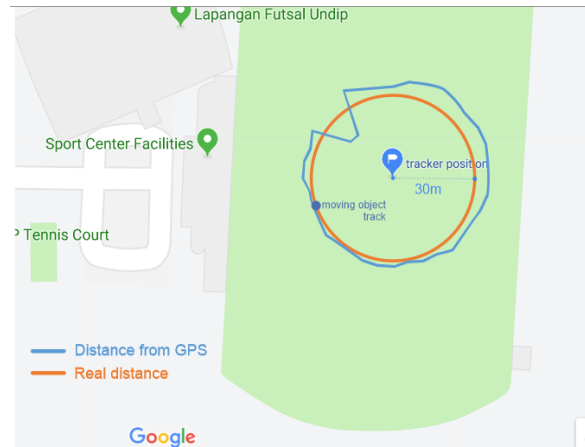 Lapangan Futsal Undip
Sport Center Facilities
tracker position
30m
moving object
track
P Tennis Court
Distance from GPS
Real distance
Google